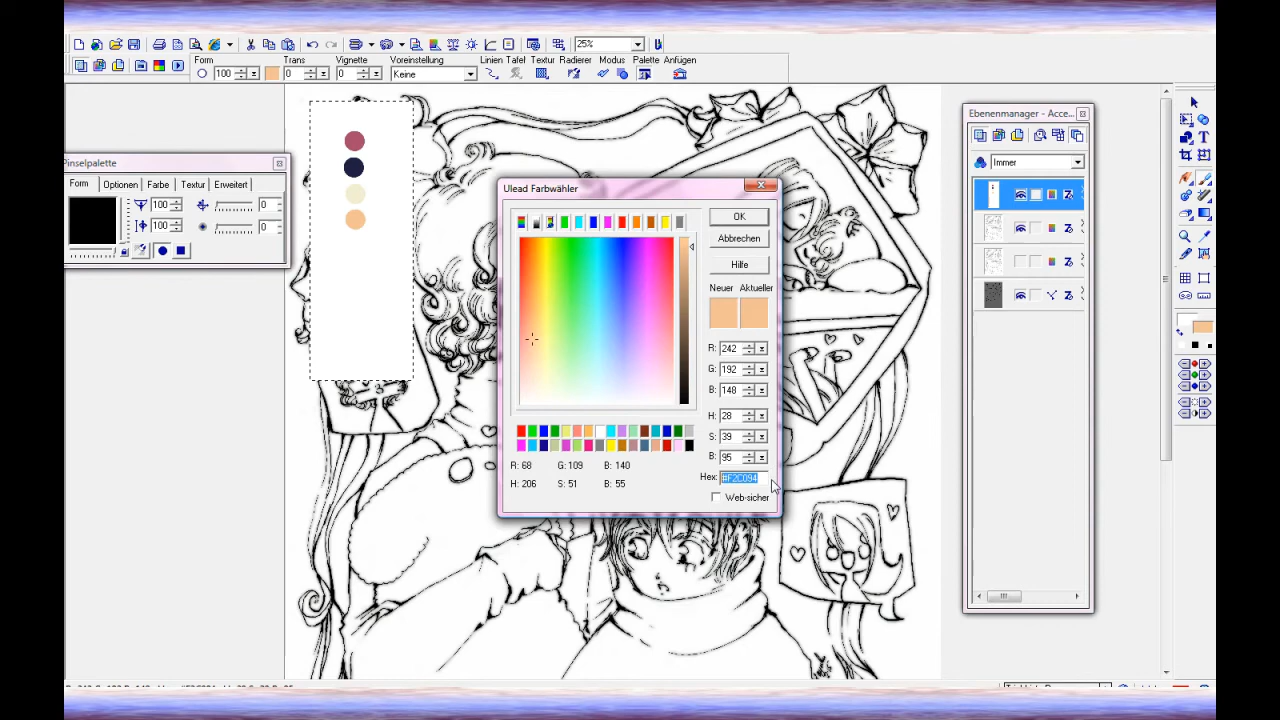 25%
Form
Trans
Vignette
Voreinstellung
Linien Tafel Textur Radierer Modus Palette Anfügen
100
0
0
Keine
Pinselpalette
Form
Optionen
Farbe
Textur
Erweitert
100
0
100
0
Ulead Farbwähler
OK
Abbrechen
Hilfe
Neuer Aktueller
R: 242
G: 192
B: 148
H: 28
S: 39
B: 95
Hex: #F2C094
Web-sicher
R: 68 G: 109 B: 140
H: 206 S: 51 B: 55
Ebenenmanager - Acce...
Immer